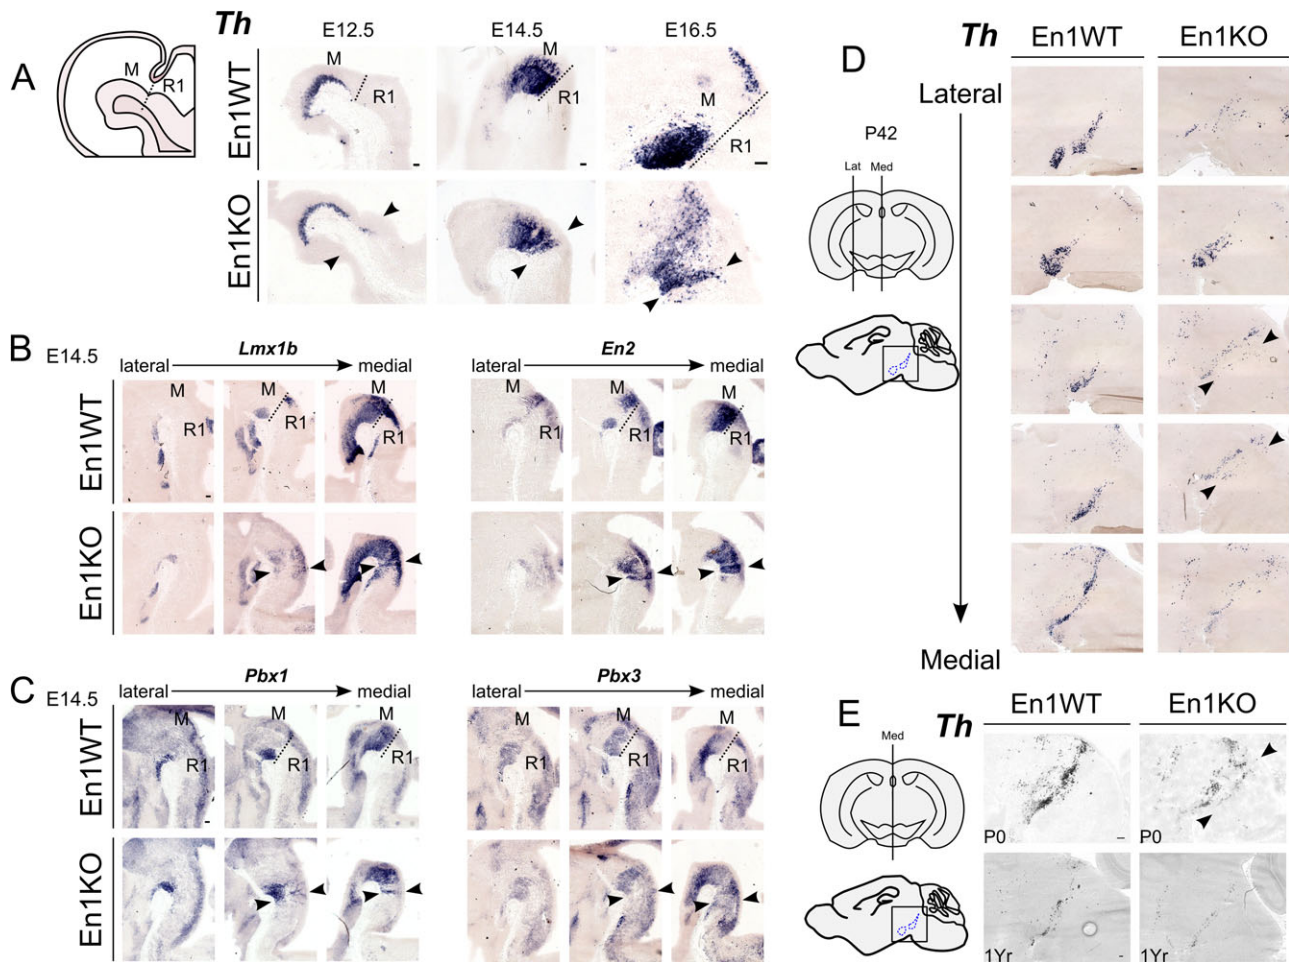 A
Th
E12.5
E14.5
E16.5
M
R1
En1WT
M
R1
M
R1
M
R1
En1KO
B
E14.5
lateral
Lmx1b
medial
lateral
En2
medial
En1WT
M
R1
M
R1
M
R1
M
R1
M
R1
M
R1
En1KO
C
E14.5
lateral
Pbx1
medial
lateral
Pbx3
medial
En1WT
M
R1
M
R1
M
R1
M
R1
M
R1
M
R1
En1KO
D
Th
En1WT
En1KO
Lateral
P42
Lat
Med
Medial
E
Th
En1WT
En1KO
Med
P0
P0
1Yr
1Yr